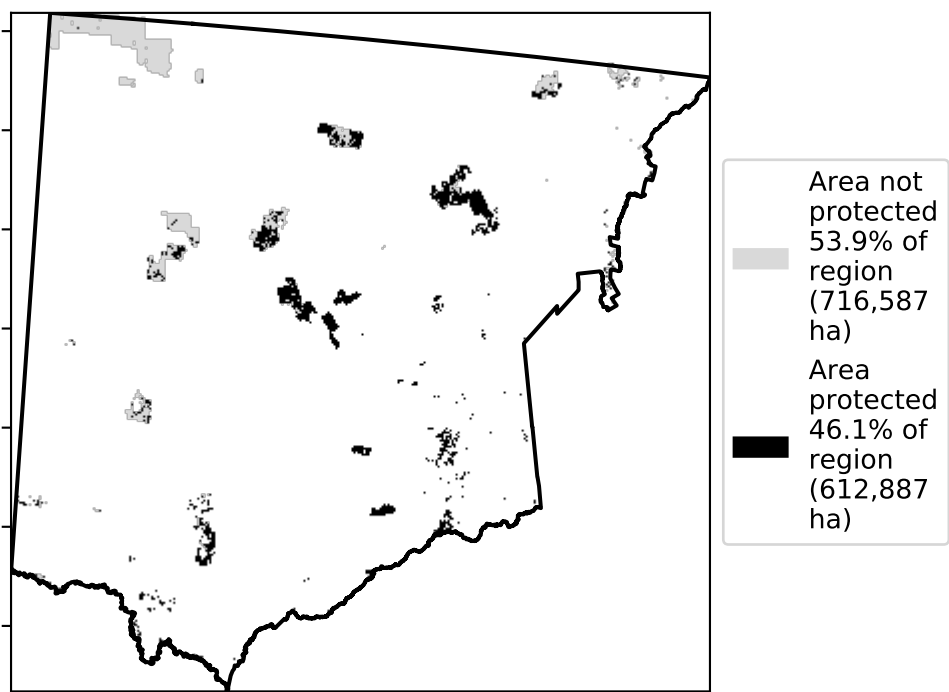 Area not
protected
53.9% of
region
(716,587
ha)
Area
protected
46.1% of
region
(612,887
ha)